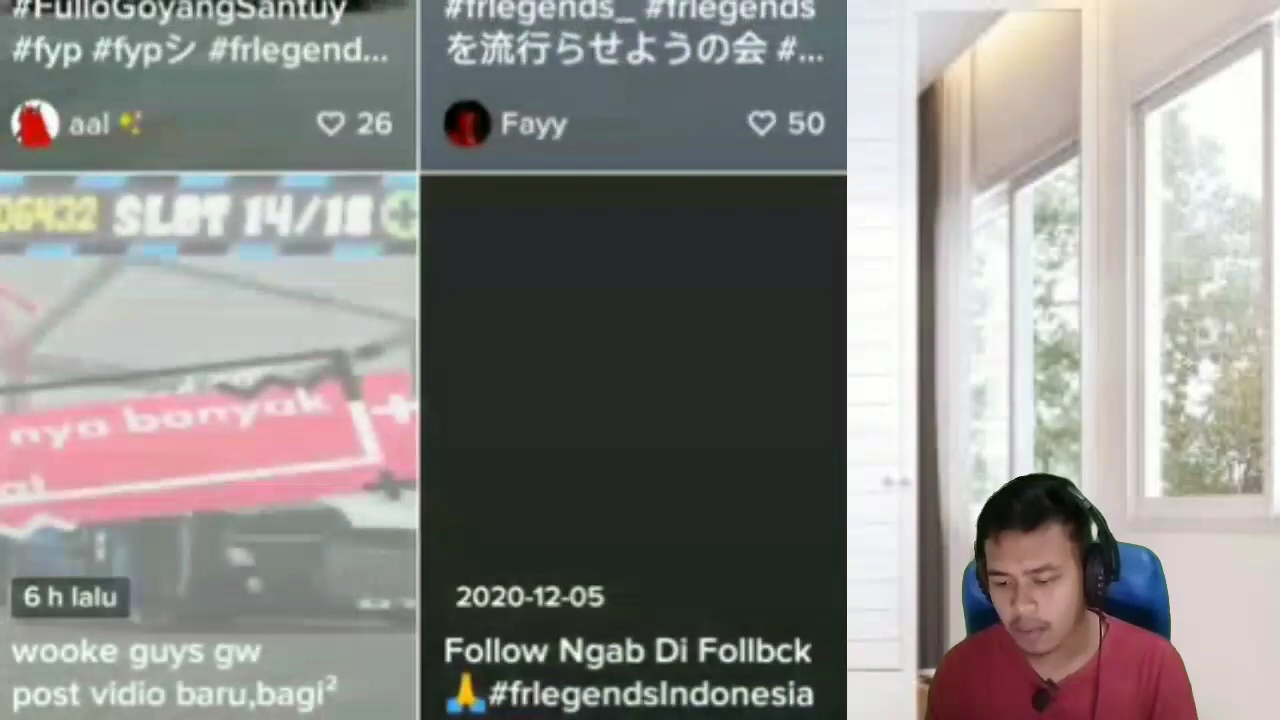 #FulloGoyangSantuy
#fyp #fypシ #frlegend...
aal
26
#frlegends_ #frlegends
を流行らせようの会 #...
Fayy
50
06432 SLOT 14/18
nya banyak
6 h lalu
wooke guys gw
post vidio baru,bagi²
2020-12-05
Follow Ngab Di Follbck
🙏#frlegendsIndonesia